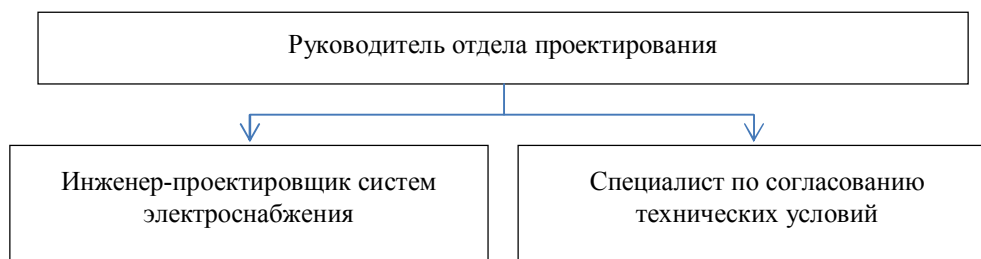 Руководитель отдела проектирования
Инженер-проектировщик систем
электроснабжения
Специалист по согласованию
технических условий